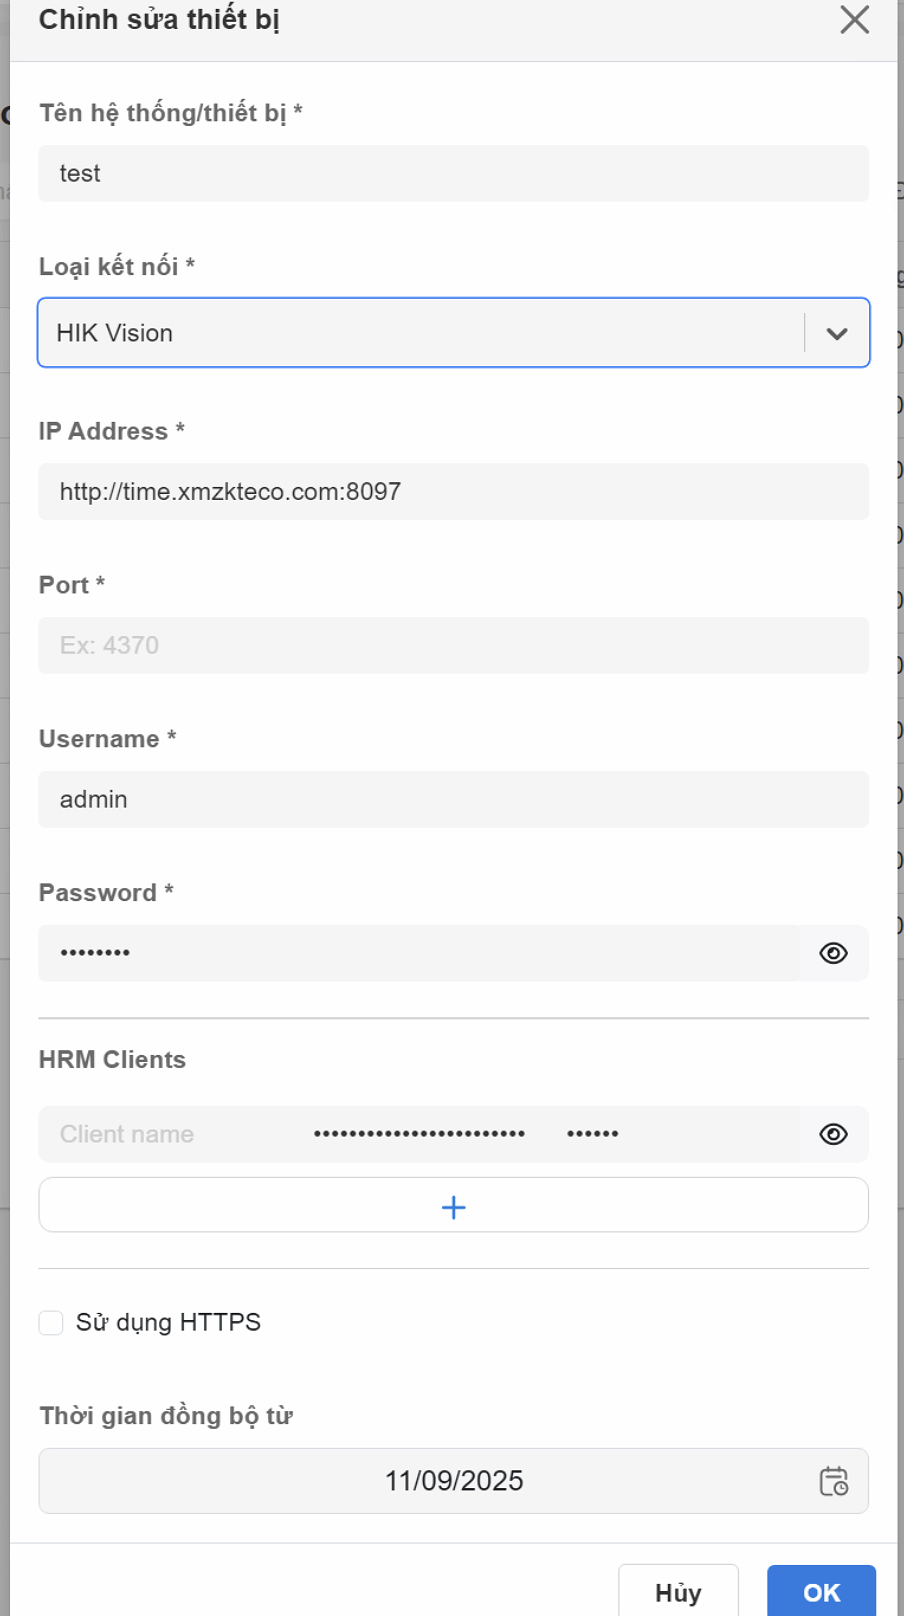 Chỉnh sửa thiết bị
Tên hệ thống/thiết bị *
test
Loại kết nối *
HIK Vision
IP Address *
http://time.xmzkteco.com:8097
Port *
Ex: 4370
Username *
admin
Password *
••••••••
HRM Clients
Client name •••••••••••••••••••••••• ••••••
Sử dụng HTTPS
Thời gian đồng bộ từ
11/09/2025
Hủy OK